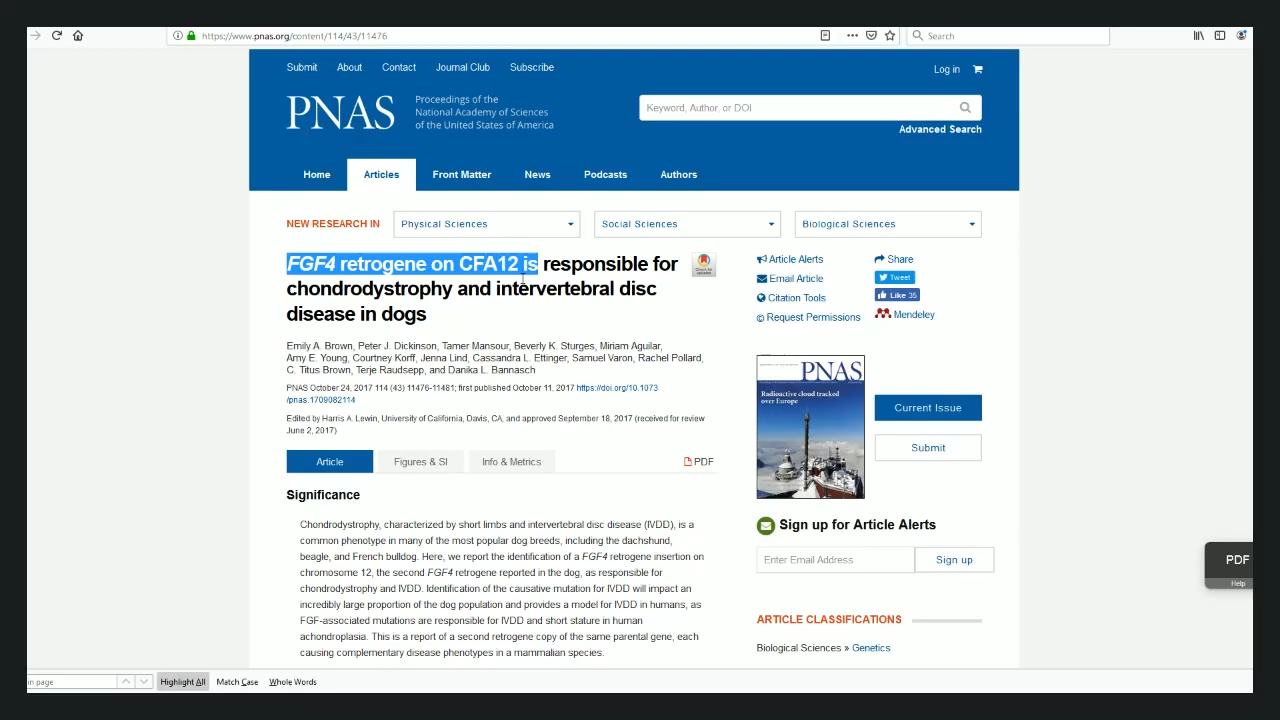 https://www.pnas.org/content/114/43/11476
Search
Submit About Contact Journal Club Subscribe
Log in
PNAS
Proceedings of the
National Academy of Sciences
of the United States of America
Keyword, Author, or DOI
Advanced Search
Home Articles Front Matter News Podcasts Authors
NEW RESEARCH IN Physical Sciences Social Sciences Biological Sciences
FGF4 retrogene on CFA12 is responsible for
chondrodystrophy and intervertebral disc
disease in dogs
Emily A. Brown, Peter J. Dickinson, Tamer Mansour, Beverly K. Sturges, Miriam Aguilar,
Amy E. Young, Courtney Korff, Jenna Lind, Cassandra L. Ettinger, Samuel Varon, Rachel Pollard,
C. Titus Brown, Terje Raudsepp, and Danika L. Bannasch
PNAS October 24, 2017 114 (43) 11476-11481; first published October 11, 2017 https://doi.org/10.1073
/pnas.1709082114
Edited by Harris A. Lewin, University of California, Davis, CA, and approved September 18, 2017 (received for review
June 2, 2017)
Article Figures & SI Info & Metrics PDF
Significance
Chondrodystrophy, characterized by short limbs and intervertebral disc disease (IVDD), is a
common phenotype in many of the most popular dog breeds, including the dachshund,
beagle, and French bulldog. Here, we report the identification of a FGF4 retrogene insertion on
chromosome 12, the second FGF4 retrogene reported in the dog, as responsible for
chondrodystrophy and IVDD. Identification of the causative mutation for IVDD will impact an
incredibly large proportion of the dog population and provides a model for IVDD in humans, as
FGF-associated mutations are responsible for IVDD and short stature in human
achondroplasia. This is a report of a second retrogene copy of the same parental gene, each
causing complementary disease phenotypes in a mammalian species.
Article Alerts Share
Email Article Tweet
Citation Tools Like 35
Request Permissions Mendeley
PNAS
Radioactive cloud tracked
over Europe
Current Issue
Submit
Sign up for Article Alerts
Enter Email Address Sign up
ARTICLE CLASSIFICATIONS
Biological Sciences » Genetics
PDF
Help
in page Highlight All Match Case Whole Words